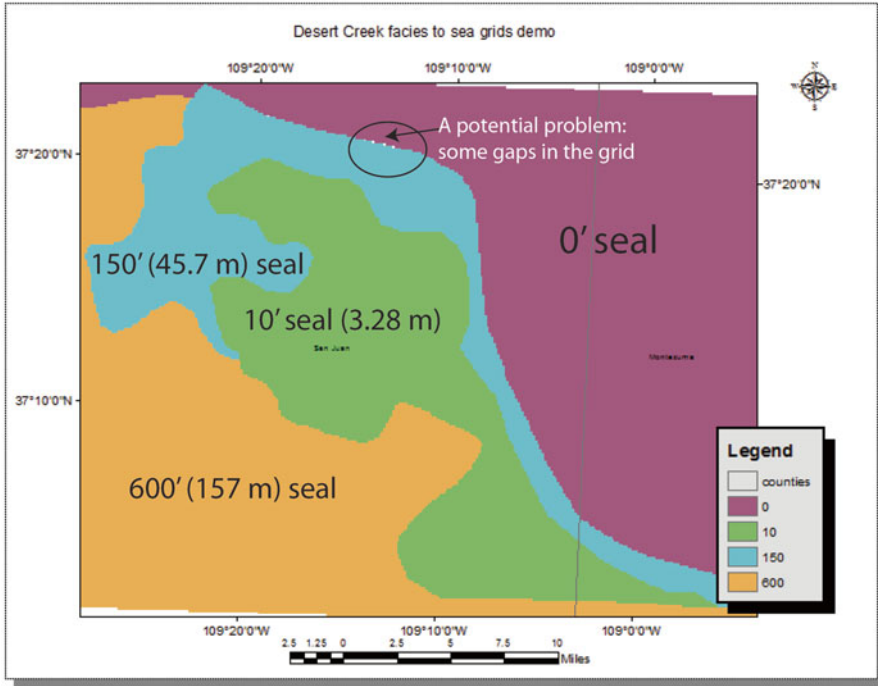 Desert Creek facies to sea grids demo
109°20'0"W 109°10'0"W 109°0'0"W
N
W E
S
A potential problem:
some gaps in the grid
37°20'0"N
37°20'0"N
0' seal
150' (45.7 m) seal
10' seal (3.28 m)
San Juan
Montezuma
37°10'0"N
600' (157 m) seal
Legend
counties
0
10
150
600
109°20'0"W 109°10'0"W 109°0'0"W
2.5 1.25 0 2.5 5 7.5 10
Miles